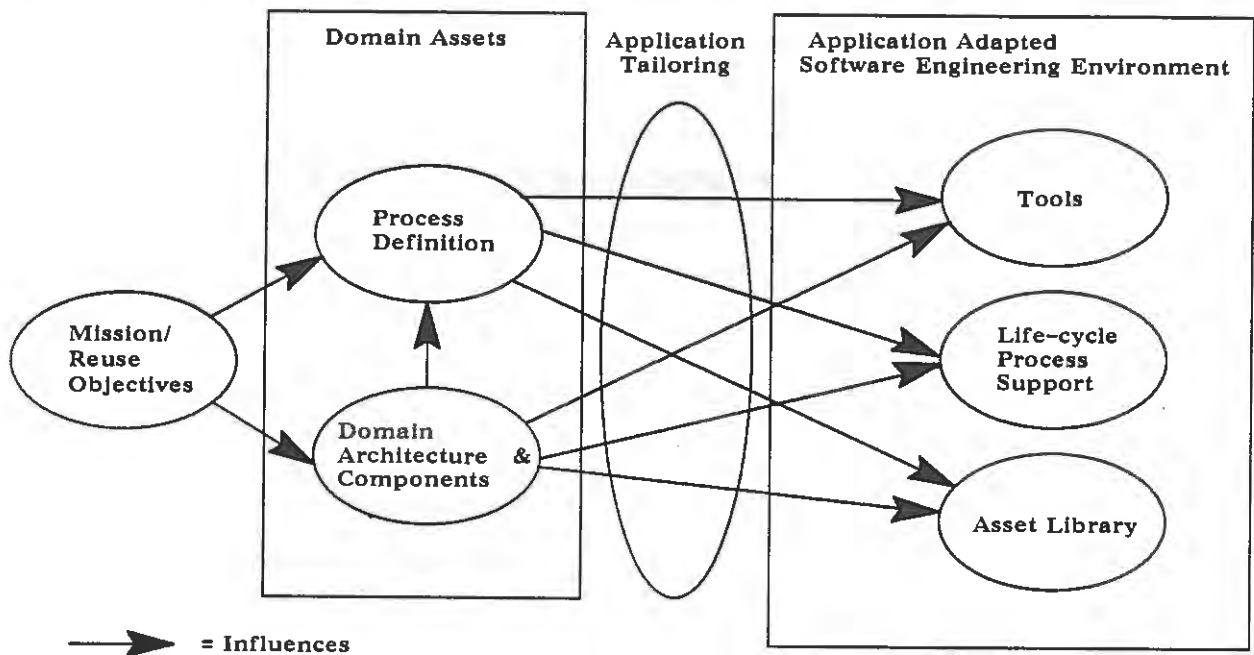 Domain Assets
Application
Tailoring
Application Adapted
Software Engineering Environment
Process
Definition
Tools
Mission/
Reuse
Objectives
Life-cycle
Process
Support
Domain
Architecture &
Components
Asset Library
= Influences